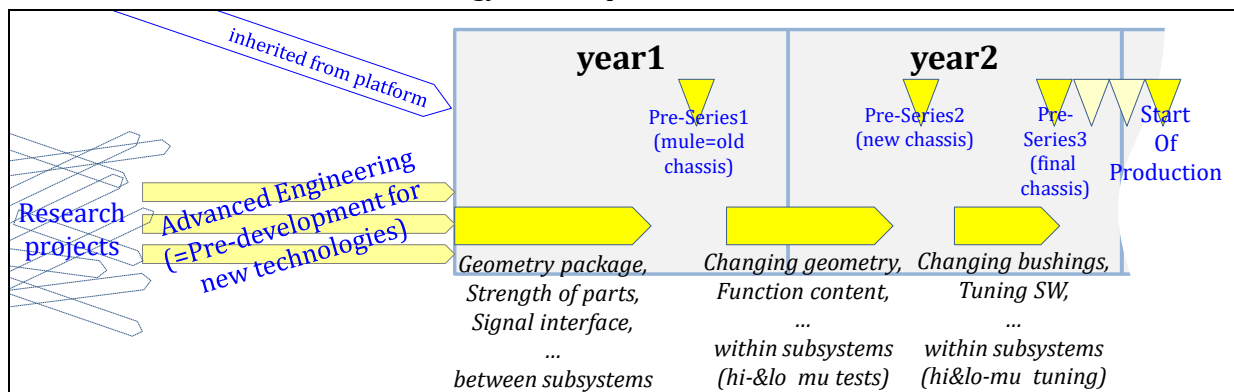 inherited from platform
year1
year2
Pre-Series1
(mule=old
chassis)
Pre-Series2
(new chassis)
Pre-
Series3
(final
chassis)
Start
Of
Production
Research
projects
Advanced Engineering
(=Pre-development for
new technologies)
Geometry package,
Strength of parts,
Signal interface,
...
between subsystems
Changing geometry,
Function content,
...
within subsystems
(hi-&lo mu tests)
Changing bushings,
Tuning SW,
...
within subsystems
(hi&lo-mu tuning)